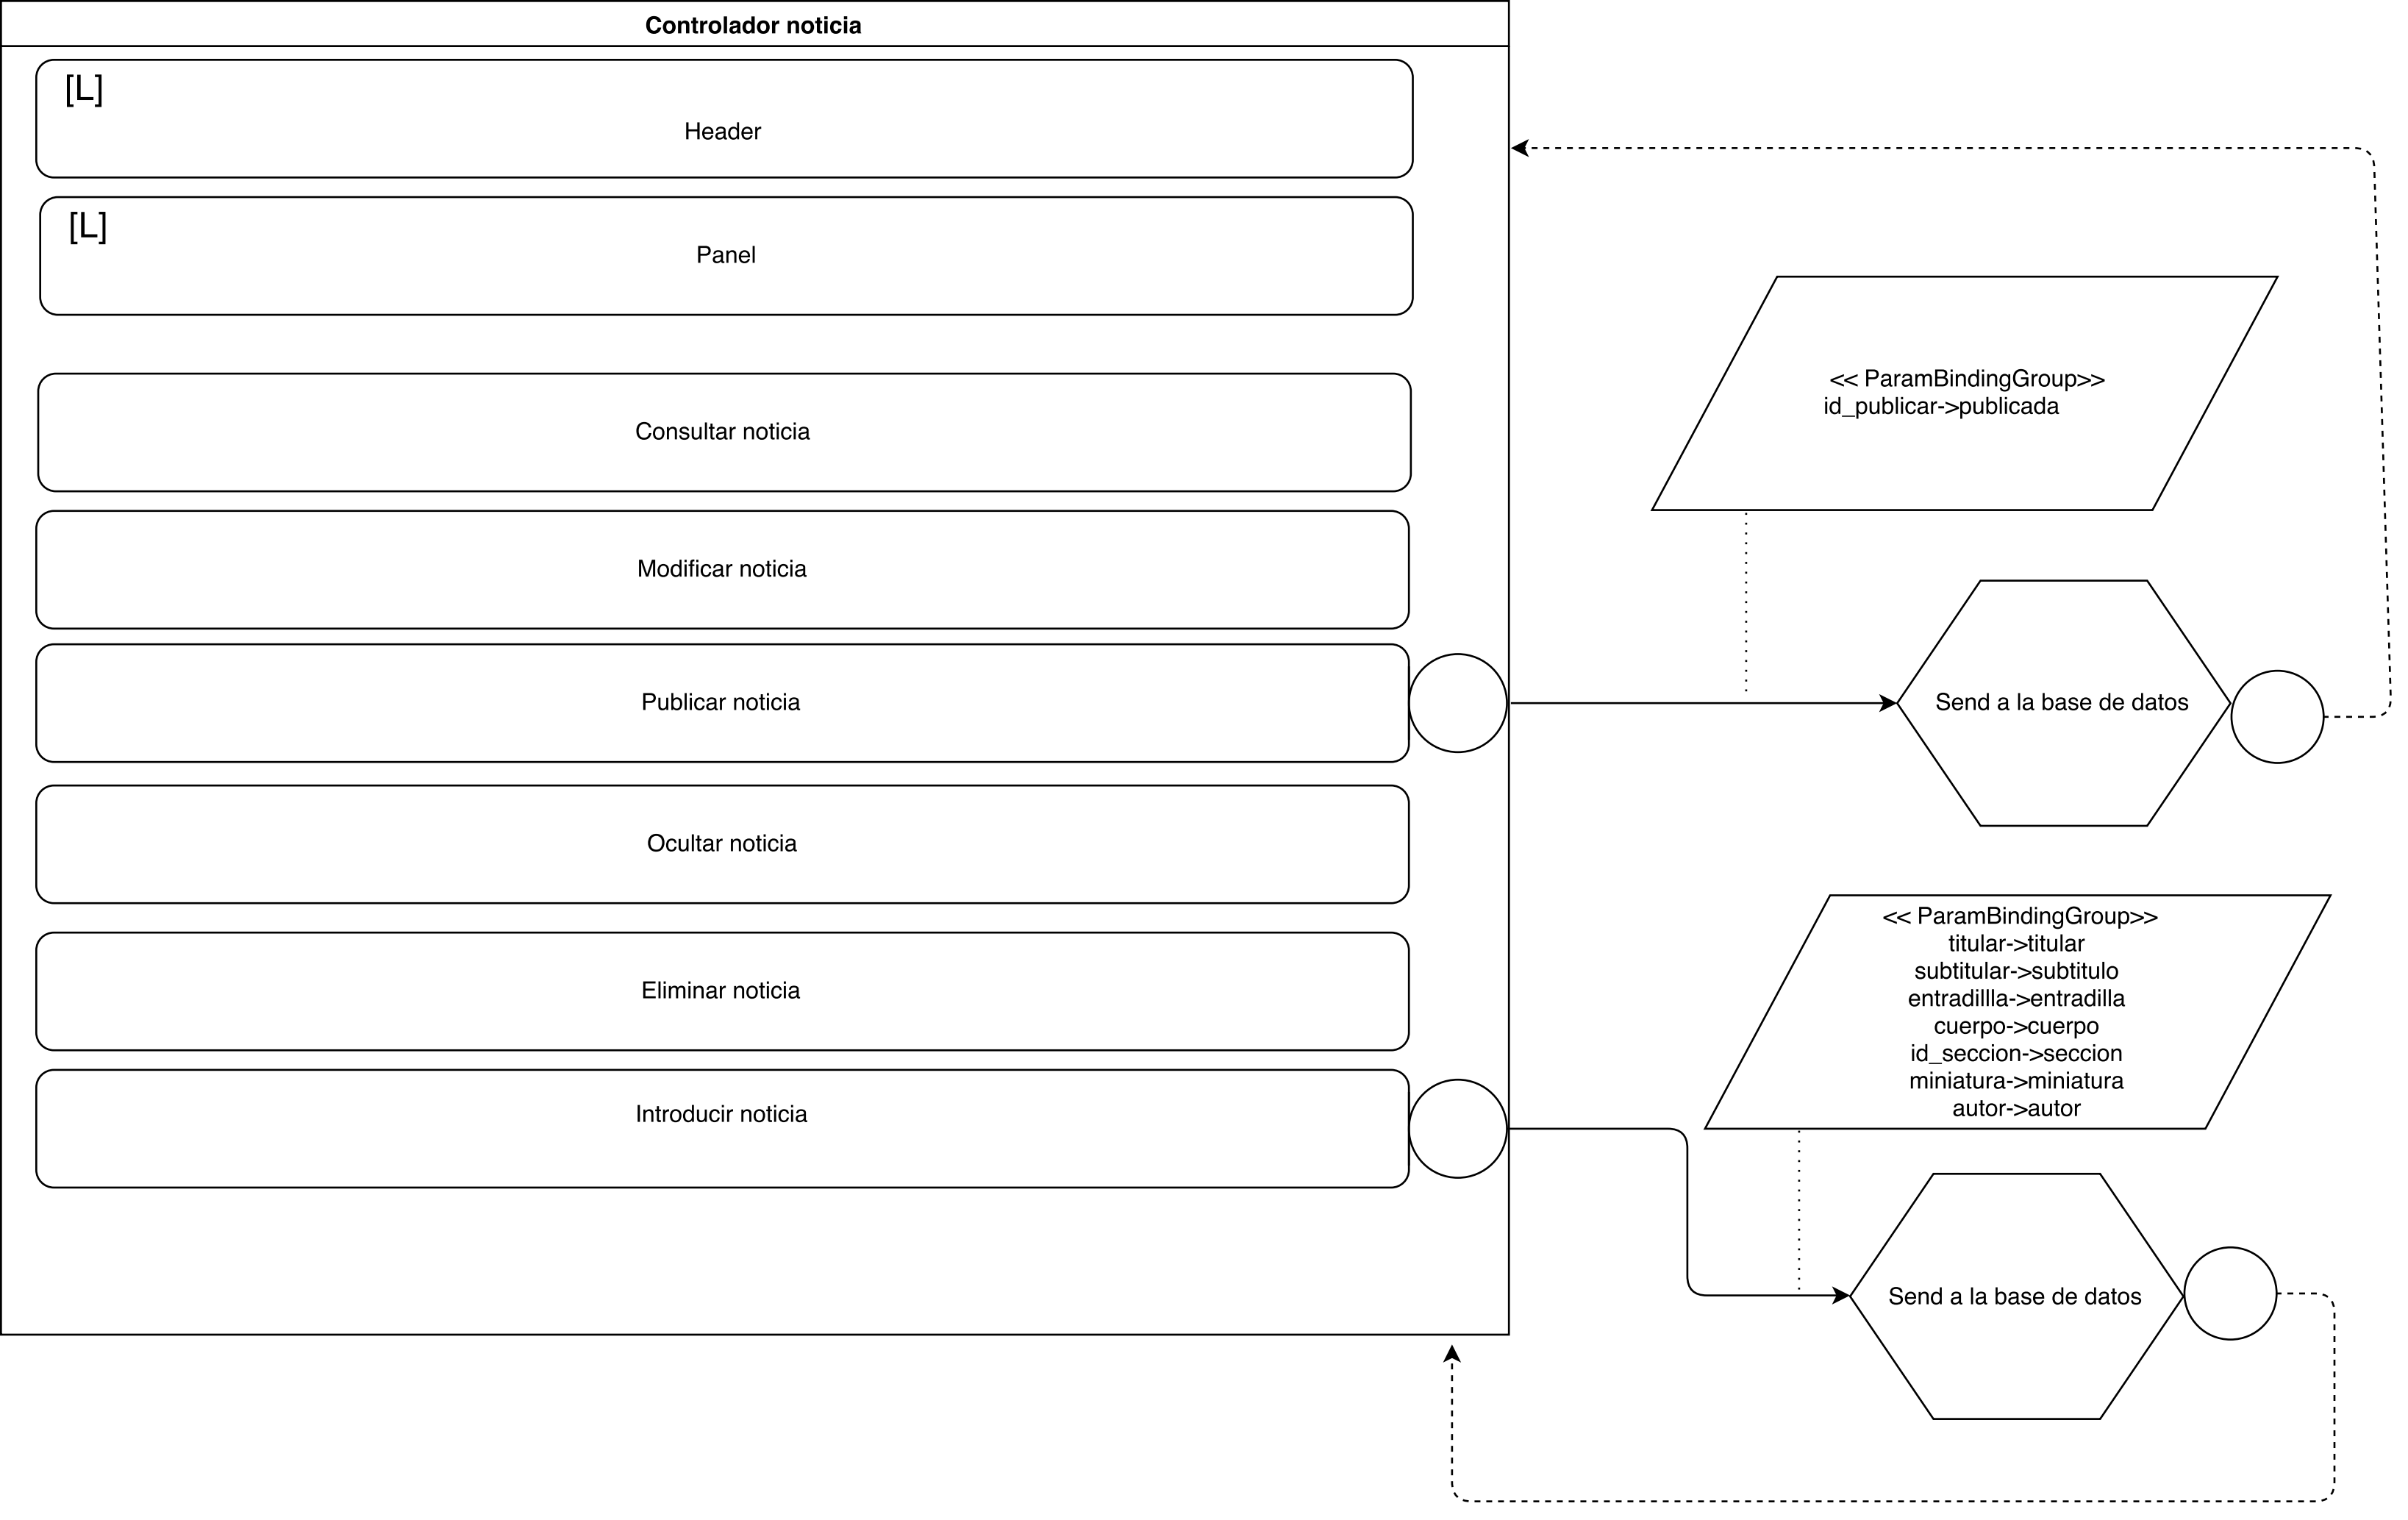 Controlador noticia
[L]
Header
[L]
Panel
Consultar noticia
Modificar noticia
Publicar noticia
Ocultar noticia
Eliminar noticia
Introducir noticia
<< ParamBindingGroup>>
id_publicar->publicada
Send a la base de datos
<< ParamBindingGroup>>
titular->titular
subtitular->subtitulo
entradillla->entradilla
cuerpo->cuerpo
id_seccion->seccion
miniatura->miniatura
autor->autor
Send a la base de datos